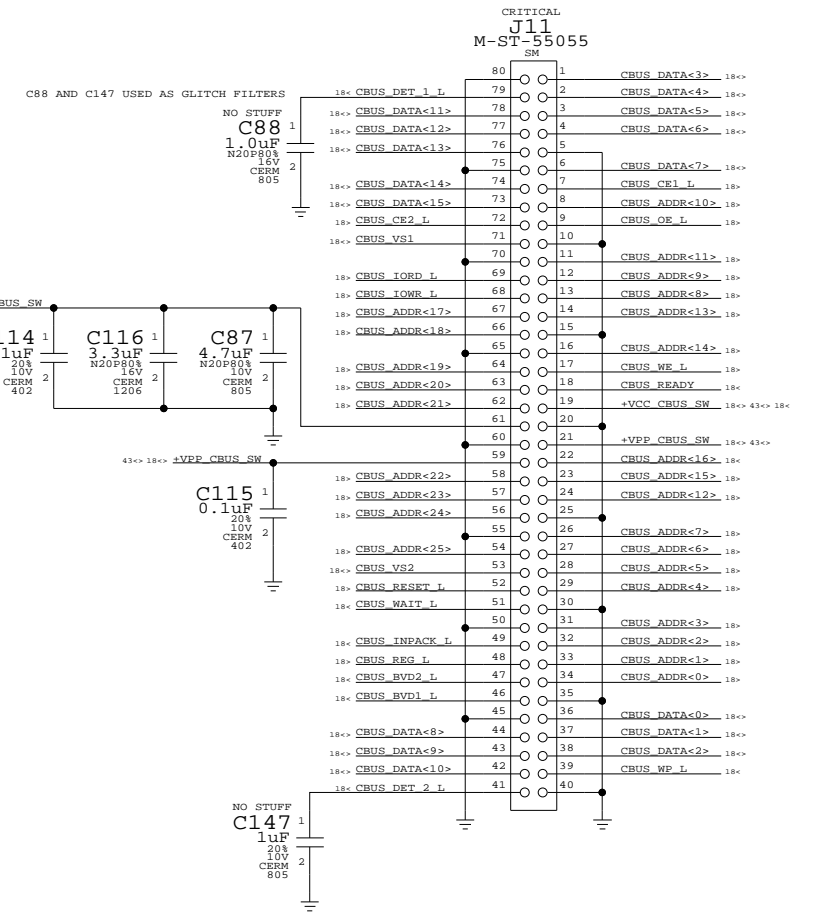 CRITICAL
J11
M-ST-55055
SM
C88 AND C147 USED AS GLITCH FILTERS
NO STUFF
C88 1
1.0uF
N20P80%
16V
CERM
805
2
80 1 CBUS_DATA<3> 18<>
18< CBUS_DET_1_L 79 2 CBUS_DATA<4> 18<>
18<> CBUS_DATA<11> 78 3 CBUS_DATA<5> 18<>
18<> CBUS_DATA<12> 77 4 CBUS_DATA<6> 18<>
18<> CBUS_DATA<13> 76 5
75 6 CBUS_DATA<7> 18<>
18<> CBUS_DATA<14> 74 7 CBUS_CE1_L 18>
18<> CBUS_DATA<15> 73 8 CBUS_ADDR<10> 18>
18> CBUS_CE2_L 72 9 CBUS_OE_L 18>
18<> CBUS_VS1 71 10
70 11 CBUS_ADDR<11> 18>
18> CBUS_IORD_L 69 12 CBUS_ADDR<9> 18>
18> CBUS_IOWR_L 68 13 CBUS_ADDR<8> 18>
18> CBUS_ADDR<17> 67 14 CBUS_ADDR<13> 18>
18> CBUS_ADDR<18> 66 15
65 16 CBUS_ADDR<14> 18>
18> CBUS_ADDR<19> 64 17 CBUS_WE_L 18>
18> CBUS_ADDR<20> 63 18 CBUS_READY 18<
18> CBUS_ADDR<21> 62 19 +VCC_CBUS_SW 18<> 43<> 18<
61 20
60 21 +VPP_CBUS_SW 18<> 43<>
43<> 18<> +VPP_CBUS_SW 59 22 CBUS_ADDR<16> 18<
18> CBUS_ADDR<22> 58 23 CBUS_ADDR<15> 18>
18> CBUS_ADDR<23> 57 24 CBUS_ADDR<12> 18>
18> CBUS_ADDR<24> 56 25
55 26 CBUS_ADDR<7> 18>
18> CBUS_ADDR<25> 54 27 CBUS_ADDR<6> 18>
18<> CBUS_VS2 53 28 CBUS_ADDR<5> 18>
18> CBUS_RESET_L 52 29 CBUS_ADDR<4> 18>
18< CBUS_WAIT_L 51 30
50 31 CBUS_ADDR<3> 18>
18< CBUS_INPACK_L 49 32 CBUS_ADDR<2> 18>
18> CBUS_REG_L 48 33 CBUS_ADDR<1> 18>
18< CBUS_BVD2_L 47 34 CBUS_ADDR<0> 18>
18< CBUS_BVD1_L 46 35
45 36 CBUS_DATA<0> 18<>
18<> CBUS_DATA<8> 44 37 CBUS_DATA<1> 18<>
18<> CBUS_DATA<9> 43 38 CBUS_DATA<2> 18<>
18<> CBUS_DATA<10> 42 39 CBUS_WP_L 18<
18< CBUS_DET_2_L 41 40
BUS_SW
14 1
1uF
20%
10V
CERM
402
2
C116 1
3.3uF
N20P80%
16V
CERM
1206
2
C87 1
4.7uF
N20P80%
10V
CERM
805
2
C115 1
0.1uF
20%
10V
CERM
402
2
NO STUFF
C147 1
1uF
20%
10V
CERM
805
2